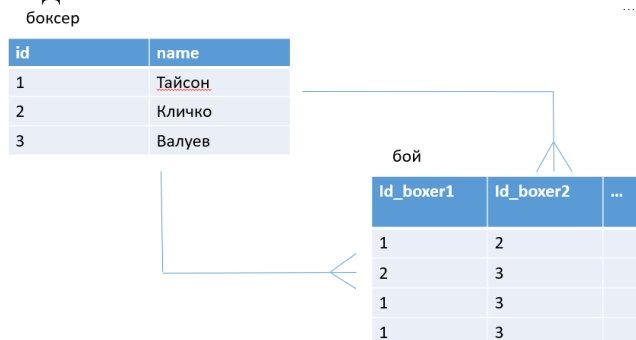 ...
боксер
id name
1 Тайсон
2 Кличко
3 Валуев
бой
Id_boxer1 Id_boxer2 ...
1 2
2 3
1 3
1 3